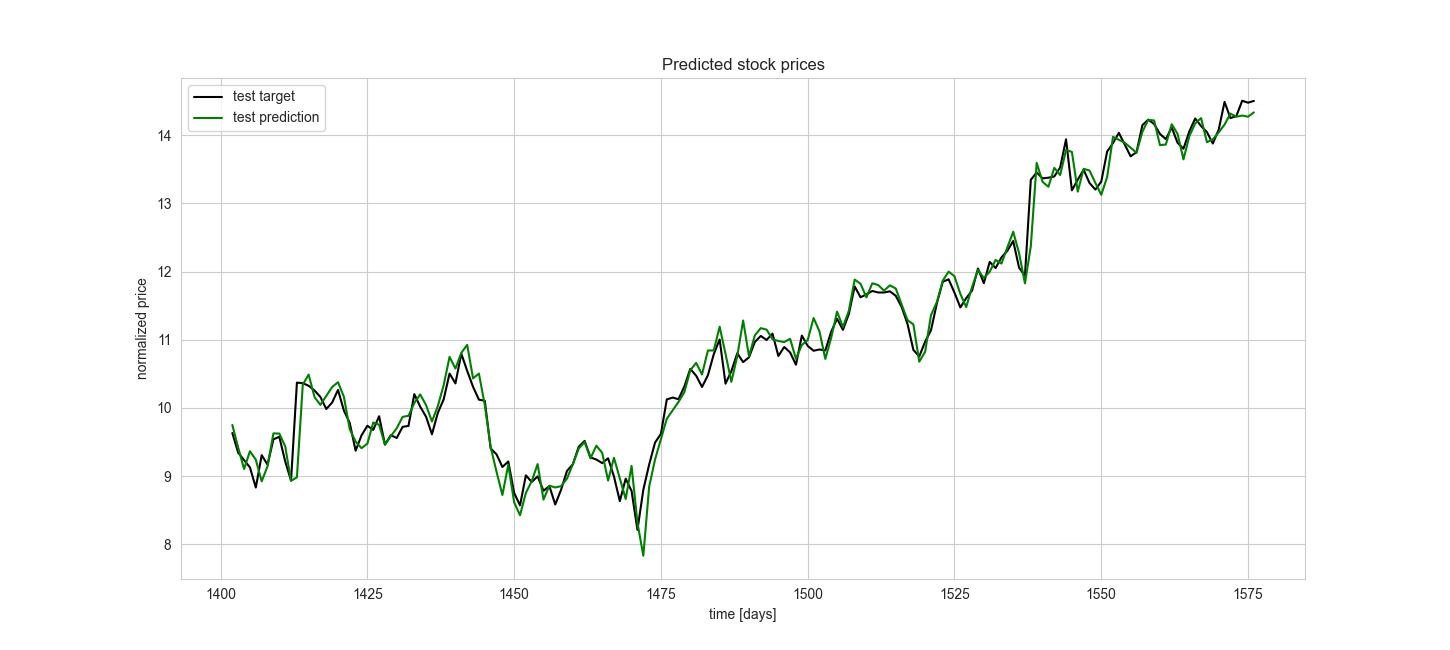 Predicted stock prices
test target
test prediction
normalized price
14
13
12
11
10
9
8
1400 1425 1450 1475 1500 1525 1550 1575
time [days]